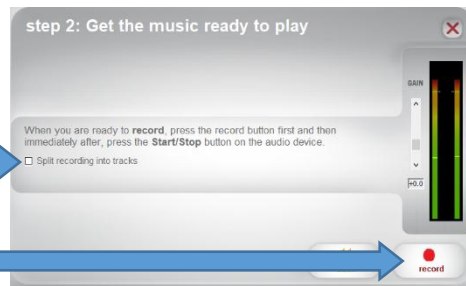 step 2: Get the music ready to play
GAIN
When you are ready to record, press the record button first and then
immediately after, press the Start/Stop button on the audio device.
Split recording into tracks
+0.0
record